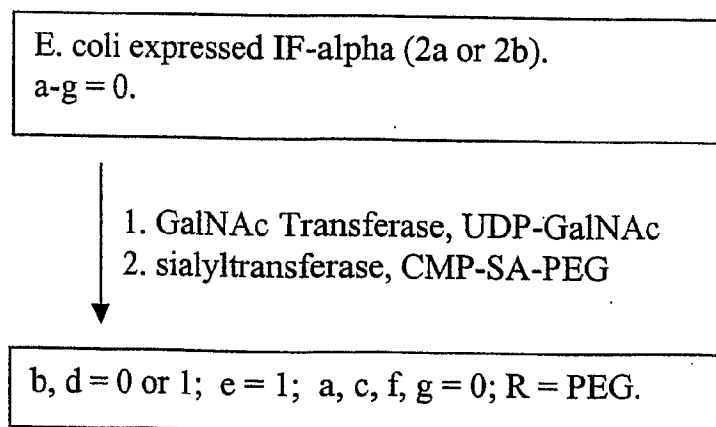 E. coli expressed IF-alpha (2a or 2b).
a-g = 0.
1. GalNAc Transferase, UDP-GalNAc
2. sialyltransferase, CMP-SA-PEG
b, d = 0 or 1; e = 1; a, c, f, g = 0; R = PEG.